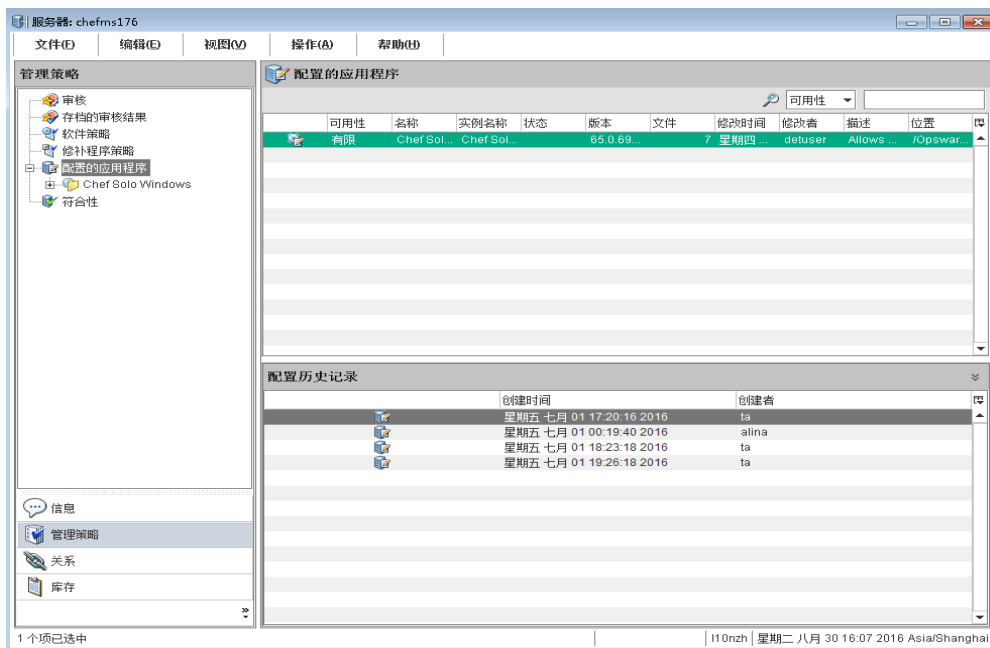 服务器: chefms176
文件(F) 编辑(E) 视图(V) 操作(A) 帮助(H)
管理策略
审核
存档的审核结果
软件策略
修补程序策略
配置的应用程序
Chef Solo Windows
符合性
信息
管理策略
关系
库存
配置的应用程序
可用性
可用性 名称 实例名称 状态 版本 文件 修改时间 修改者 描述 位置
有限 Chef Sol... Chef Sol... 65.0.69... 7 星期四 ... detuser Allows ... /Opswar...
配置历史记录
创建时间 创建者
星期五 七月 01 17:20:16 2016 ta
星期五 七月 01 00:19:40 2016 alina
星期五 七月 01 18:23:18 2016 ta
星期五 七月 01 19:26:18 2016 ta
1 个项已选中 l10nzh 星期二 八月 30 16:07 2016 Asia/Shanghai